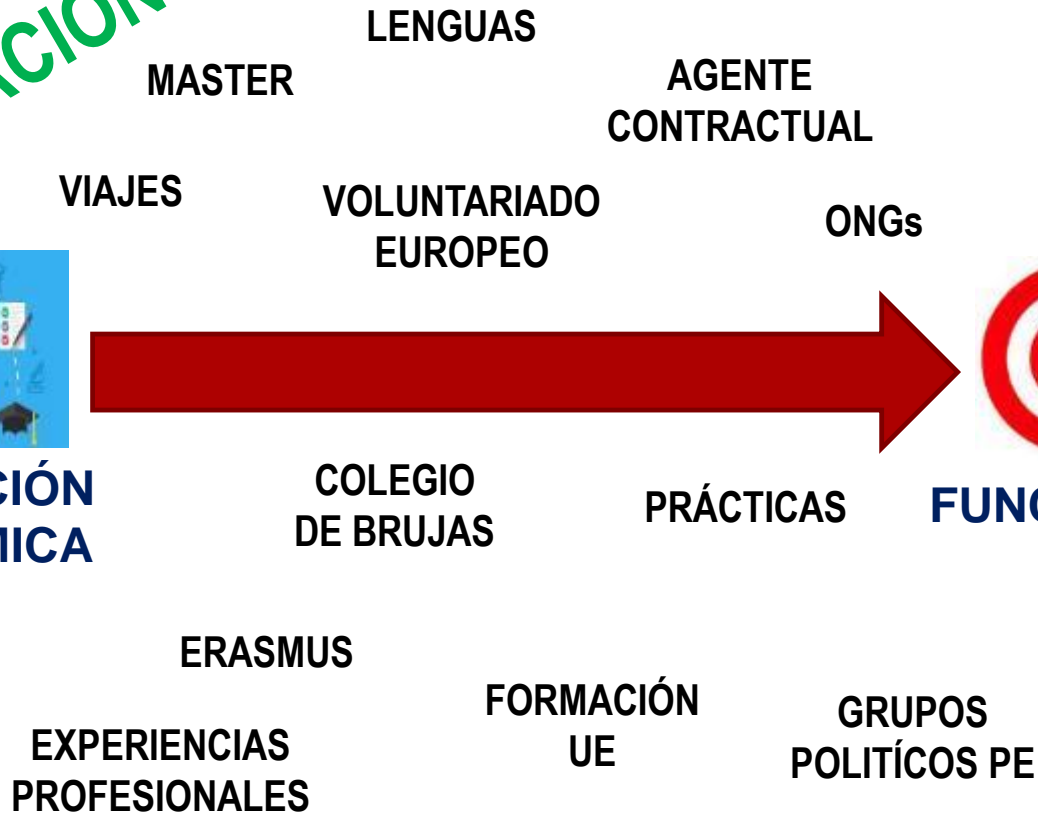 LENGUAS
MASTER
AGENTE
CONTRACTUAL
VIAJES
VOLUNTARIADO
EUROPEO
ONGs
COLEGIO
DE BRUJAS
PRÁCTICAS
ERASMUS
FORMACIÓN
UE
GRUPOS
POLITÍCOS PE
EXPERIENCIAS
PROFESIONALES